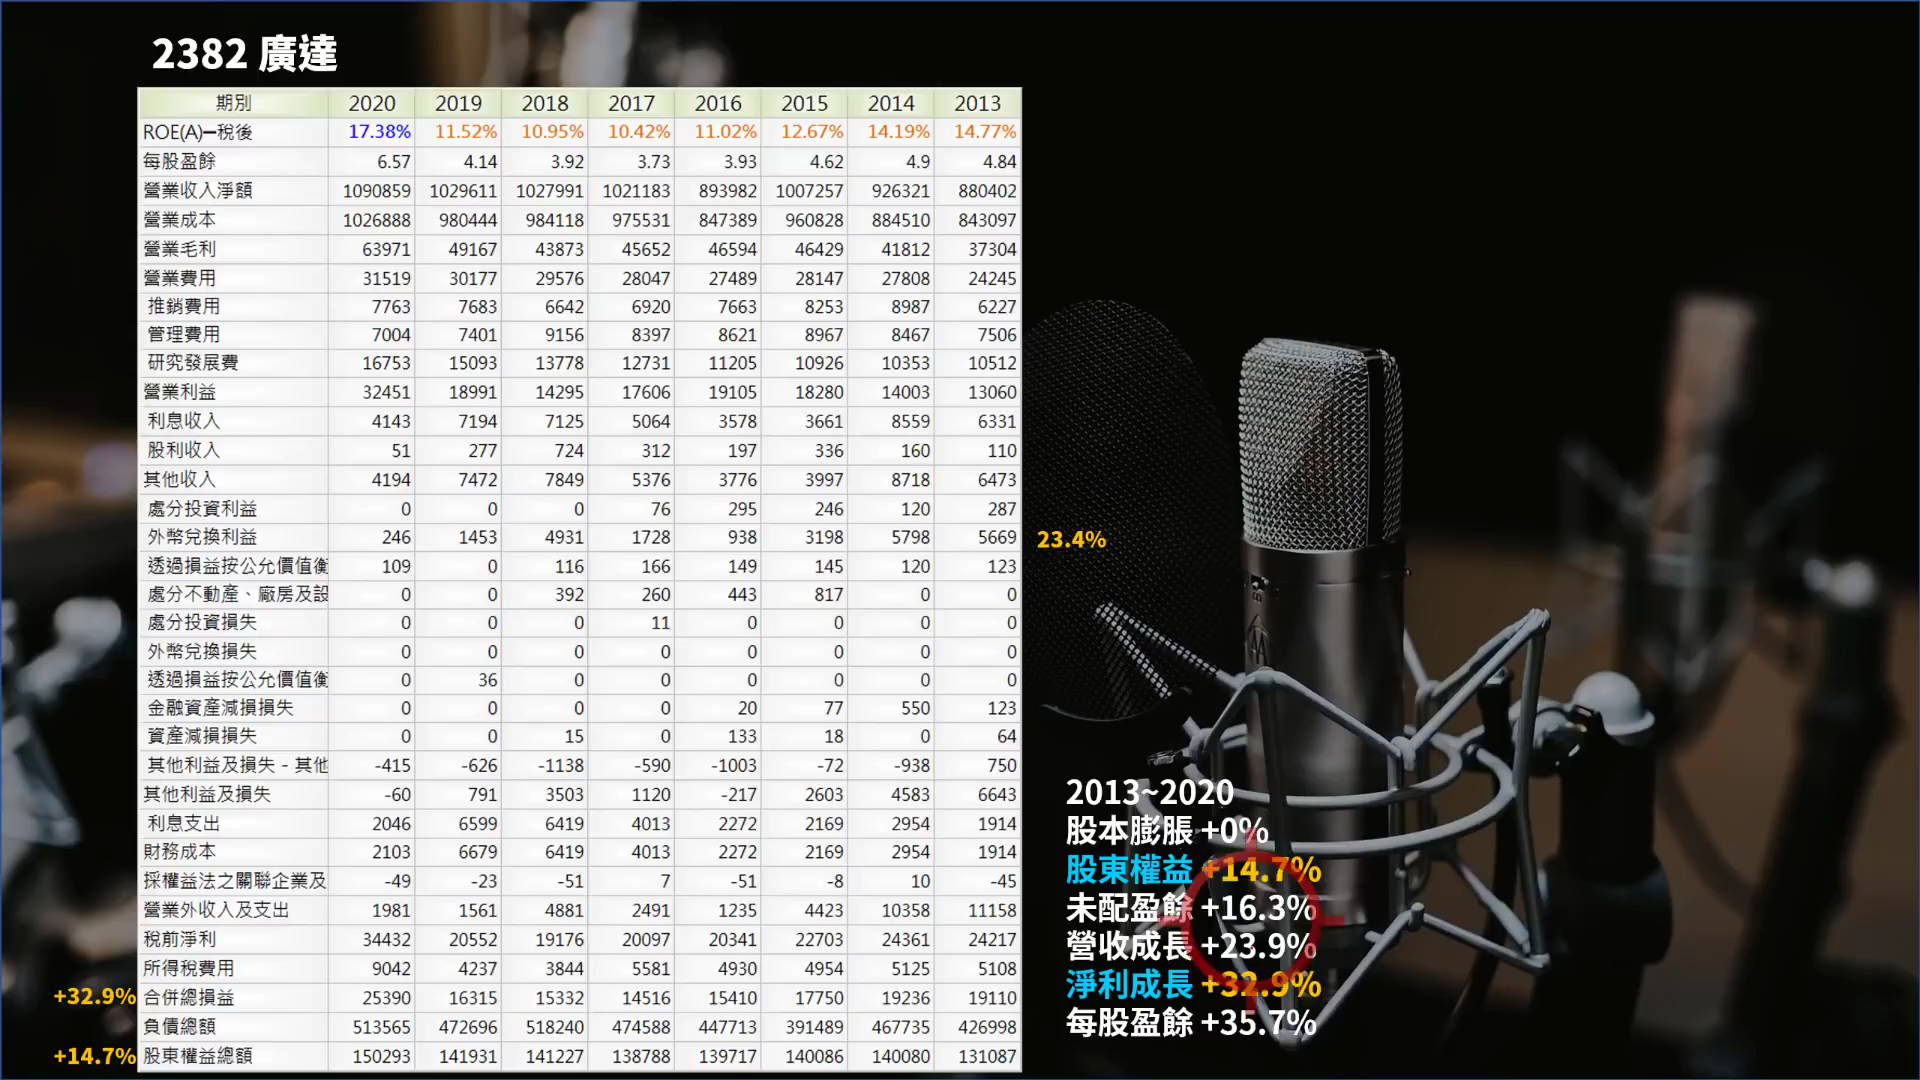 2382 廣達
期別 2020 2019 2018 2017 2016 2015 2014 2013
ROE(A)─稅後 17.38% 11.52% 10.95% 10.42% 11.02% 12.67% 14.19% 14.77%
每股盈餘 6.57 4.14 3.92 3.73 3.93 4.62 4.9 4.84
營業收入淨額 1090859 1029611 1027991 1021183 893982 1007257 926321 880402
營業成本 1026888 980444 984118 975531 847389 960828 884510 843097
營業毛利 63971 49167 43873 45652 46594 46429 41812 37304
營業費用 31519 30177 29576 28047 27489 28147 27808 24245
推銷費用 7763 7683 6642 6920 7663 8253 8987 6227
管理費用 7004 7401 9156 8397 8621 8967 8467 7506
研究發展費 16753 15093 13778 12731 11205 10926 10353 10512
營業利益 32451 18991 14295 17606 19105 18280 14003 13060
利息收入 4143 7194 7125 5064 3578 3661 8559 6331
股利收入 51 277 724 312 197 336 160 110
其他收入 4194 7472 7849 5376 3776 3997 8718 6473
處分投資利益 0 0 0 76 295 246 120 287
外幣兌換利益 246 1453 4931 1728 938 3198 5798 5669 23.4%
透過損益按公允價值衡 109 0 116 166 149 145 120 123
處分不動產、廠房及設 0 0 392 260 443 817 0 0
處分投資損失 0 0 0 11 0 0 0 0
外幣兌換損失 0 0 0 0 0 0 0 0
透過損益按公允價值衡 0 36 0 0 0 0 0 0
金融資產減損損失 0 0 0 0 20 77 550 123
資產減損損失 0 0 15 0 133 18 0 64
其他利益及損失－其他 -415 -626 -1138 -590 -1003 -72 -938 750
其他利益及損失 -60 791 3503 1120 -217 2603 4583 6643
利息支出 2046 6599 6419 4013 2272 2169 2954 1914
財務成本 2103 6679 6419 4013 2272 2169 2954 1914
採權益法之關聯企業及 -49 -23 -51 7 -51 -8 10 -45
營業外收入及支出 1981 1561 4881 2491 1235 4423 10358 11158
稅前淨利 34432 20552 19176 20097 20341 22703 24361 24217
所得稅費用 9042 4237 3844 5581 4930 4954 5125 5108
+32.9% 合併總損益 25390 16315 15332 14516 15410 17750 19236 19110
負債總額 513565 472696 518240 474588 447713 391489 467735 426998
+14.7% 股東權益總額 150293 141931 141227 138788 139717 140086 140080 131087
2013~2020
股本膨脹 +0%
股東權益 +14.7%
未配盈餘 +16.3%
營收成長 +23.9%
淨利成長 +32.9%
每股盈餘 +35.7%